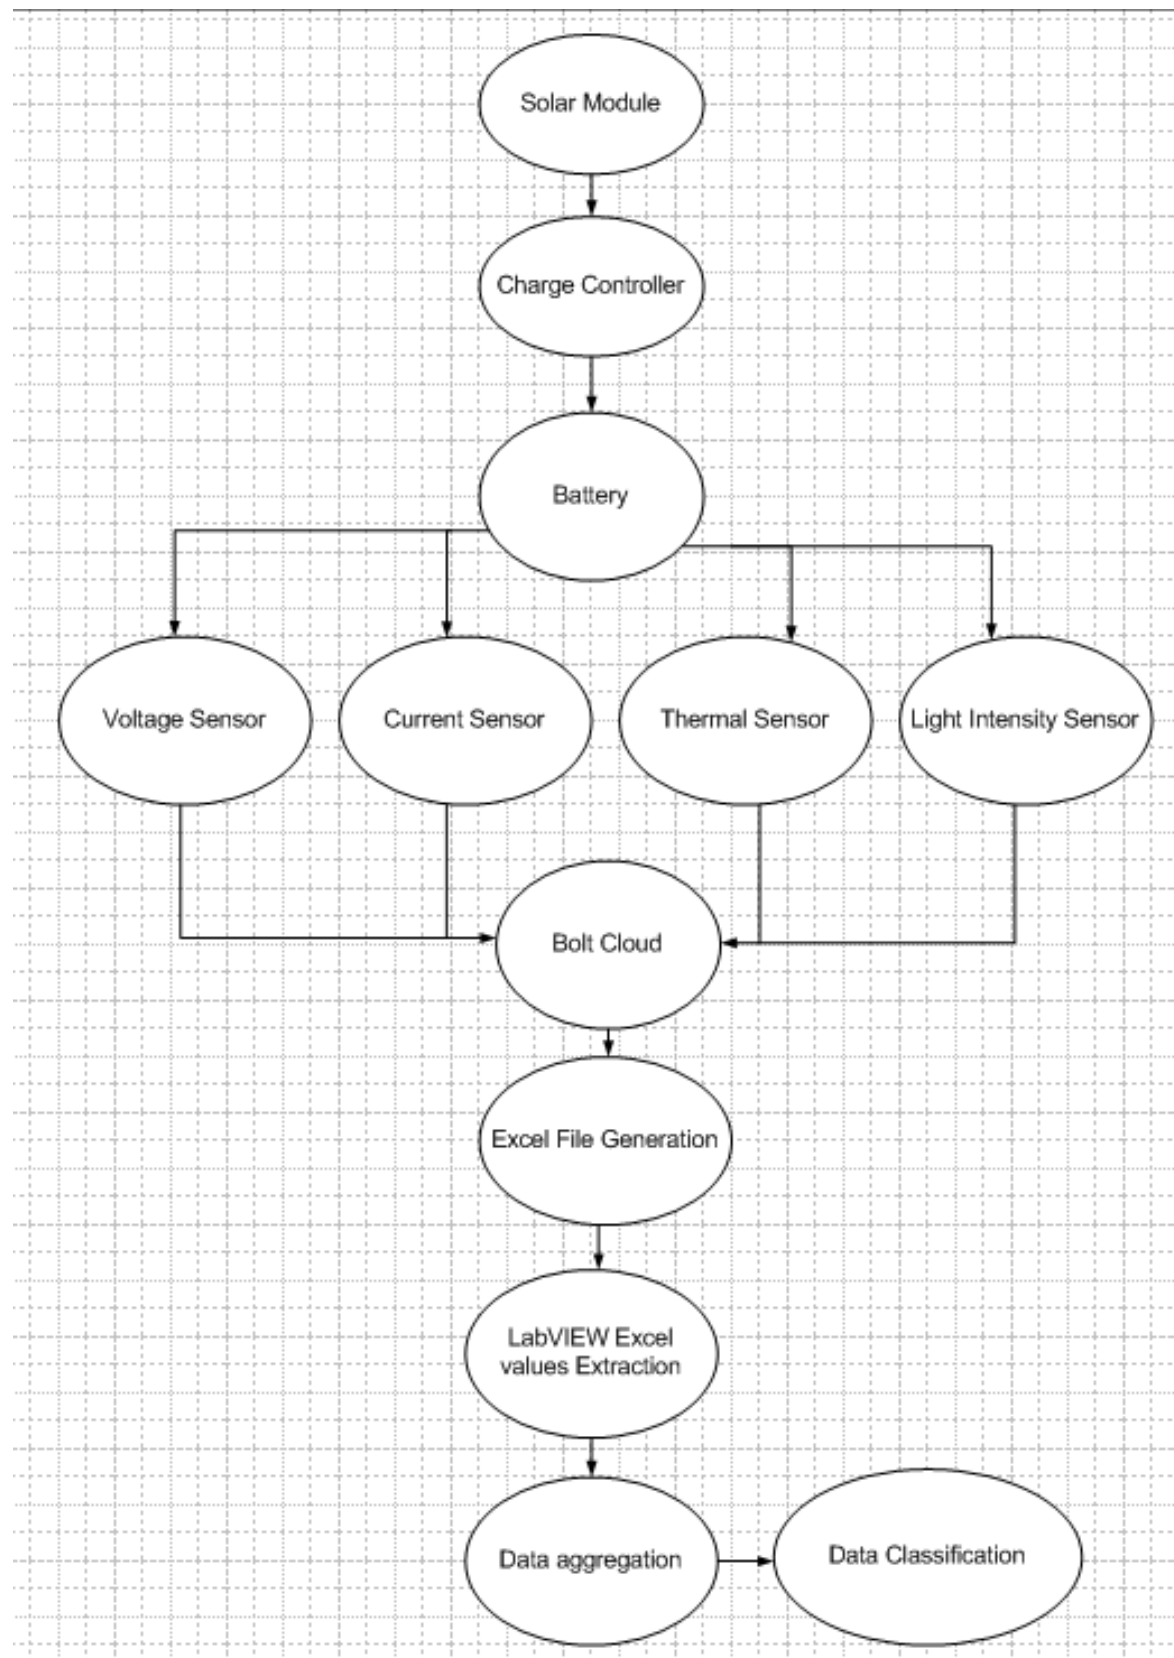 Solar Module
Charge Controller
Battery
Voltage Sensor
Current Sensor
Thermal Sensor
Light Intensity Sensor
Bolt Cloud
Excel File Generation
LabVIEW Excel
values Extraction
Data aggregation
Data Classification